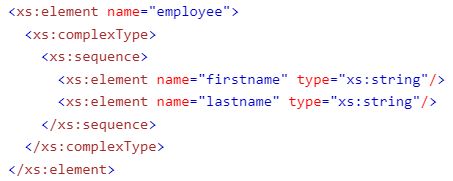 <xs:element name="employee">
  <xs:complexType>
    <xs:sequence>
      <xs:element name="firstname" type="xs:string"/>
      <xs:element name="lastname" type="xs:string"/>
    </xs:sequence>
  </xs:complexType>
</xs:element>